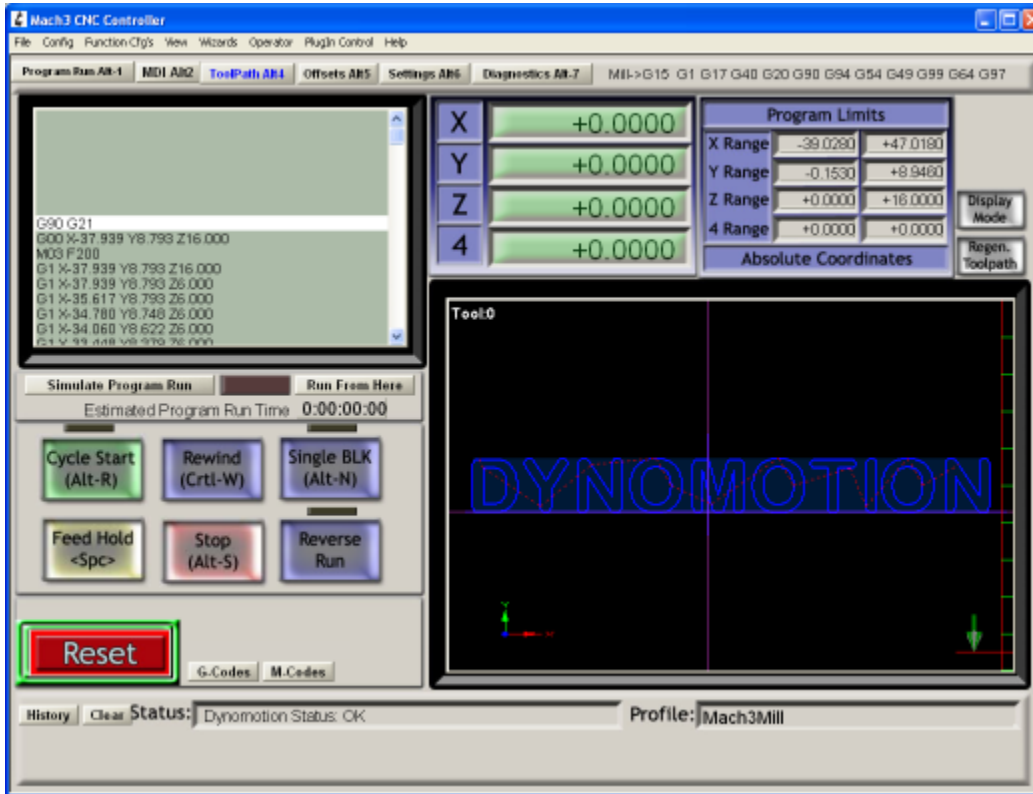 Mach3 CNC Controller
File Config Function Cfg's View Wizards Operator PlugIn Control Help
Program Run Alt-1 MDI Alt2 ToolPath Alt4 Offsets Alt5 Settings Alt6 Diagnostics Alt-7 Mill->G15 G1 G17 G40 G20 G90 G94 G54 G49 G99 G64 G97
G90 G21
G00 X-37.939 Y8.793 Z16.000
M03 F200
G1 X-37.939 Y8.793 Z16.000
G1 X-37.939 Y8.793 Z6.000
G1 X-35.617 Y8.793 Z6.000
G1 X-34.780 Y8.748 Z6.000
G1 X-34.060 Y8.622 Z6.000
G1 X-33.448 Y8.379 Z6.000
X +0.0000
Y +0.0000
Z +0.0000
4 +0.0000
Program Limits
X Range -39.0280 +47.0180
Y Range -0.1530 +8.9460
Z Range +0.0000 +16.0000
4 Range +0.0000 +0.0000
Absolute Coordinates
Display
Mode
Regen.
Toolpath
Simulate Program Run Run From Here
Estimated Program Run Time 0:00:00:00
Cycle Start
(Alt-R)
Rewind
(Crtl-W)
Single BLK
(Alt-N)
Feed Hold
<Spc>
Stop
(Alt-S)
Reverse
Run
Tool:0
DYNOMOTION
Y
X
Reset
G-Codes M-Codes
History Clear Status: Dynomotion Status: OK Profile: Mach3Mill